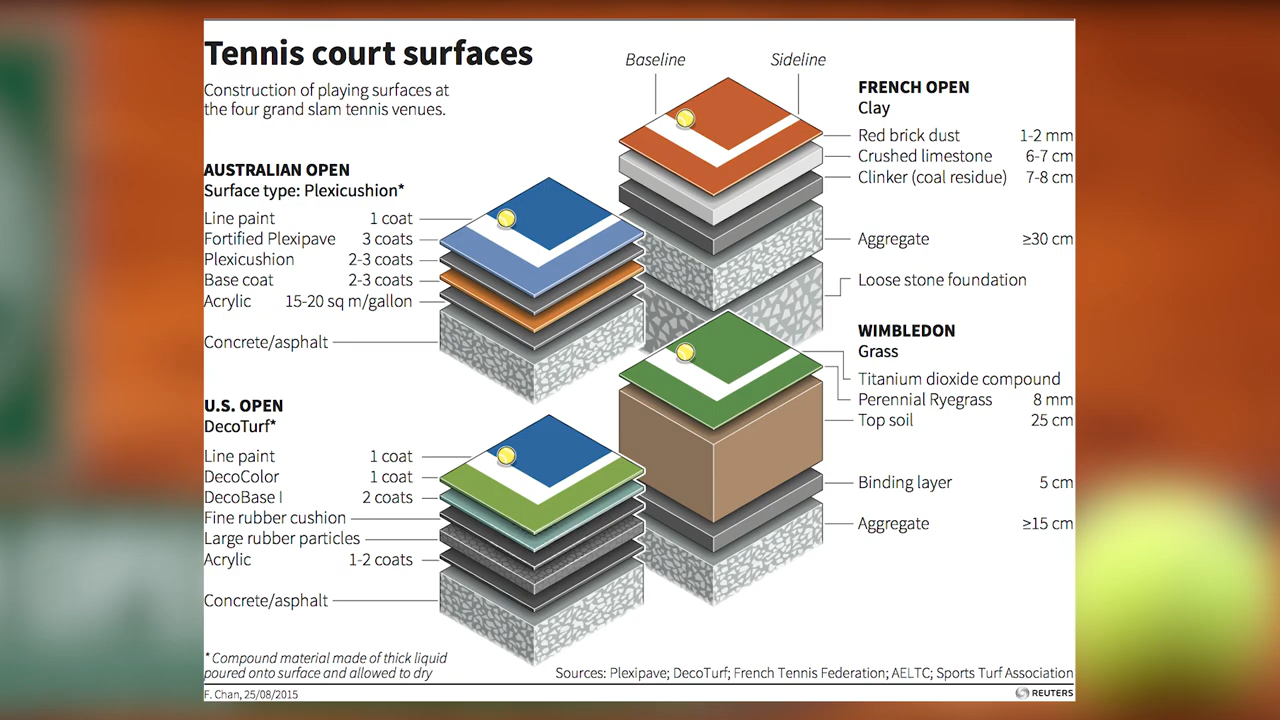 Tennis court surfaces
Construction of playing surfaces at
the four grand slam tennis venues.
Baseline
Sideline
AUSTRALIAN OPEN
Surface type: Plexicushion*
Line paint 1 coat
Fortified Plexipave 3 coats
Plexicushion 2-3 coats
Base coat 2-3 coats
Acrylic 15-20 sq m/gallon
Concrete/asphalt
U.S. OPEN
DecoTurf*
Line paint 1 coat
DecoColor 1 coat
DecoBase I 2 coats
Fine rubber cushion
Large rubber particles
Acrylic 1-2 coats
Concrete/asphalt
FRENCH OPEN
Clay
Red brick dust 1-2 mm
Crushed limestone 6-7 cm
Clinker (coal residue) 7-8 cm
Aggregate ≥30 cm
Loose stone foundation
WIMBLEDON
Grass
Titanium dioxide compound
Perennial Ryegrass 8 mm
Top soil 25 cm
Binding layer 5 cm
Aggregate ≥15 cm
* Compound material made of thick liquid
poured onto surface and allowed to dry
Sources: Plexipave; DecoTurf; French Tennis Federation; AELTC; Sports Turf Association
F. Chan, 25/08/2015
REUTERS